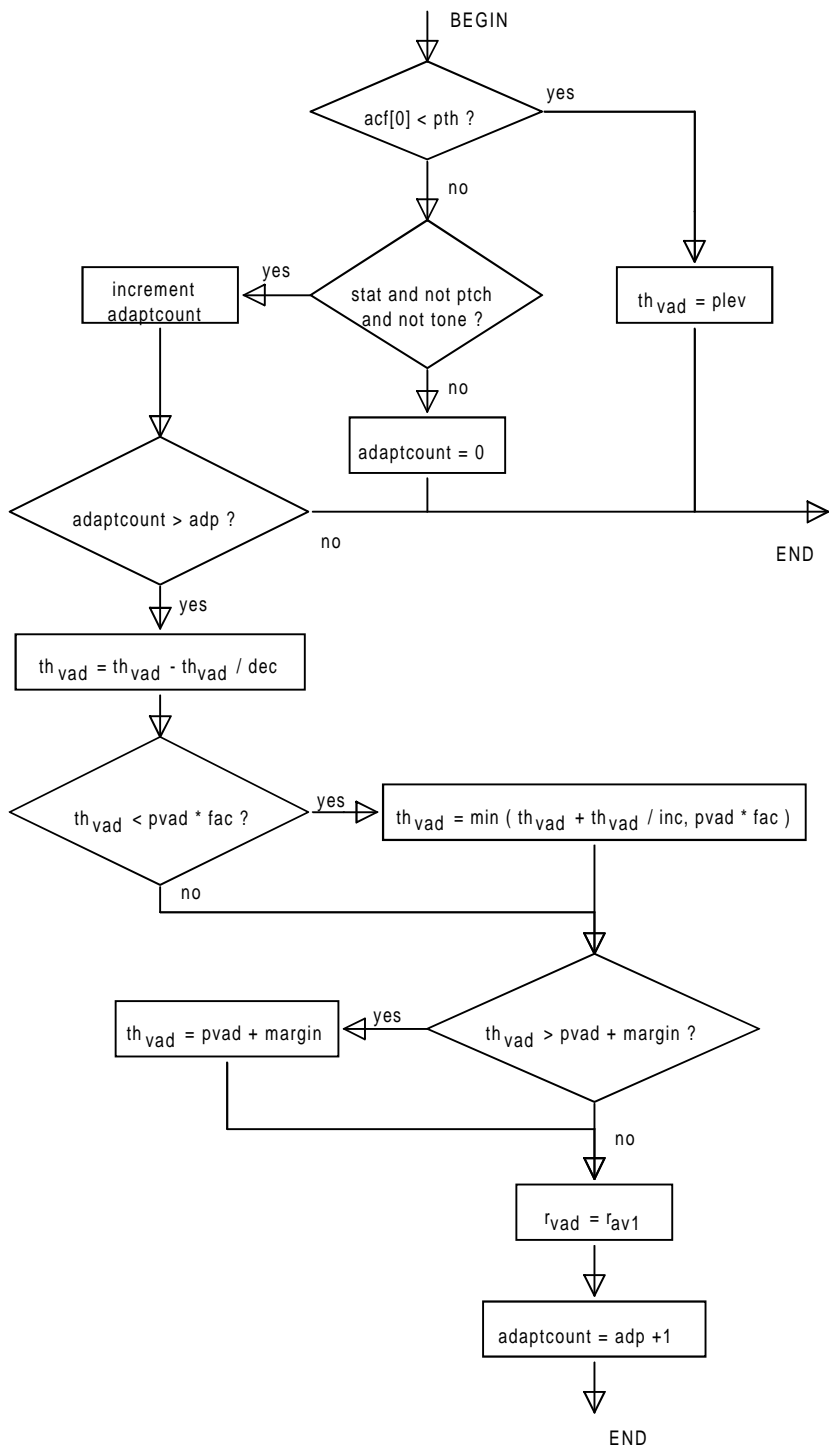 BEGIN
acf[0] < pth ?
yes
no
stat and not ptch
and not tone ?
yes
increment
adaptcount
th vad = plev
no
adaptcount = 0
adaptcount > adp ?
no
END
yes
th vad = th vad - th vad / dec
th vad < pvad * fac ?
yes
th vad = min ( th vad + th vad / inc, pvad * fac )
no
th vad > pvad + margin ?
yes
th vad = pvad + margin
no
r vad = r av1
adaptcount = adp +1
END